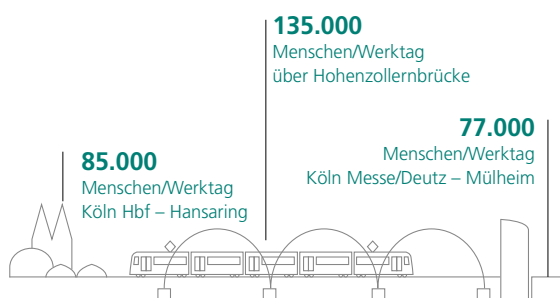 135.000
Menschen/Werktag
über Hohenzollernbrücke
77.000
Menschen/Werktag
Köln Messe/Deutz – Mülheim
85.000
Menschen/Werktag
Köln Hbf – Hansaring